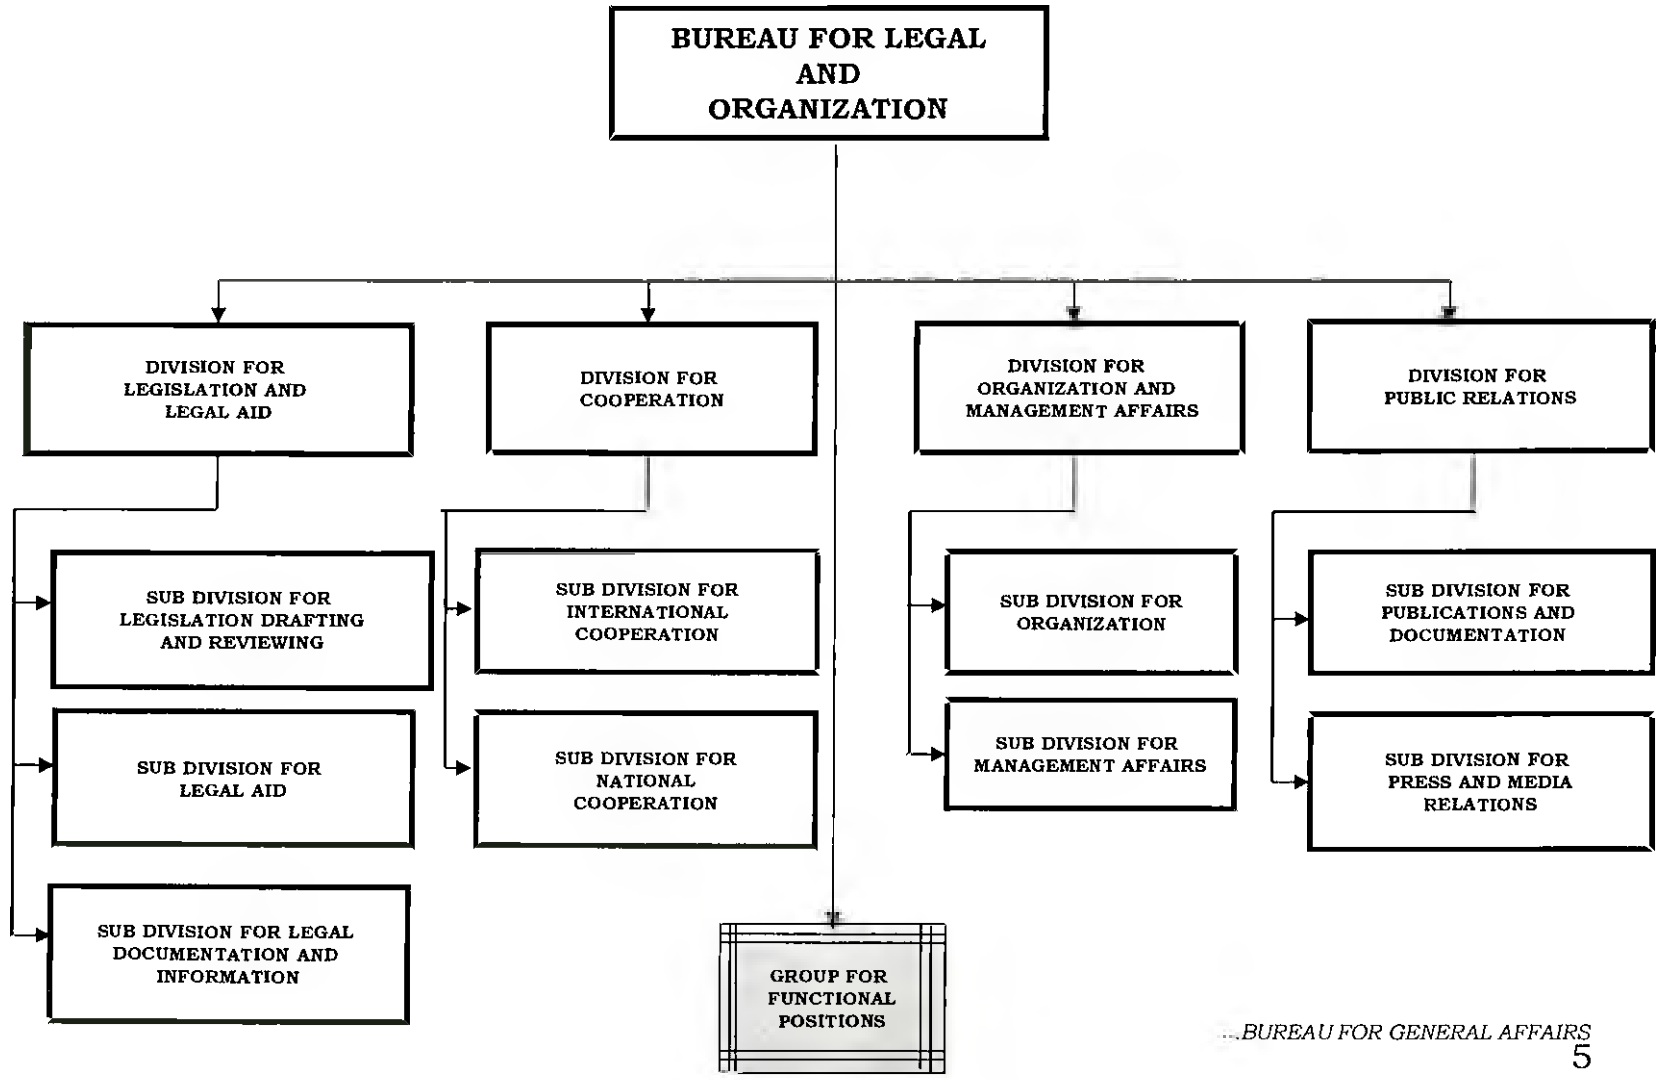 BUREAU FOR LEGAL
AND
ORGANIZATION
DIVISION FOR
LEGISLATION AND
LEGAL AID
DIVISION FOR
COOPERATION
DIVISION FOR
ORGANIZATION AND
MANAGEMENT AFFAIRS
DIVISION FOR
PUBLIC RELATIONS
SUB DIVISION FOR
LEGISLATION DRAFTING
AND REVIEWING
SUB DIVISION FOR
INTERNATIONAL
COOPERATION
SUB DIVISION FOR
ORGANIZATION
SUB DIVISION FOR
PUBLICATIONS AND
DOCUMENTATION
SUB DIVISION FOR
LEGAL AID
SUB DIVISION FOR
NATIONAL
COOPERATION
SUB DIVISION FOR
MANAGEMENT AFFAIRS
SUB DIVISION FOR
PRESS AND MEDIA
RELATIONS
SUB DIVISION FOR LEGAL
DOCUMENTATION AND
INFORMATION
GROUP FOR
FUNCTIONAL
POSITIONS
...BUREAU FOR GENERAL AFFAIRS
5